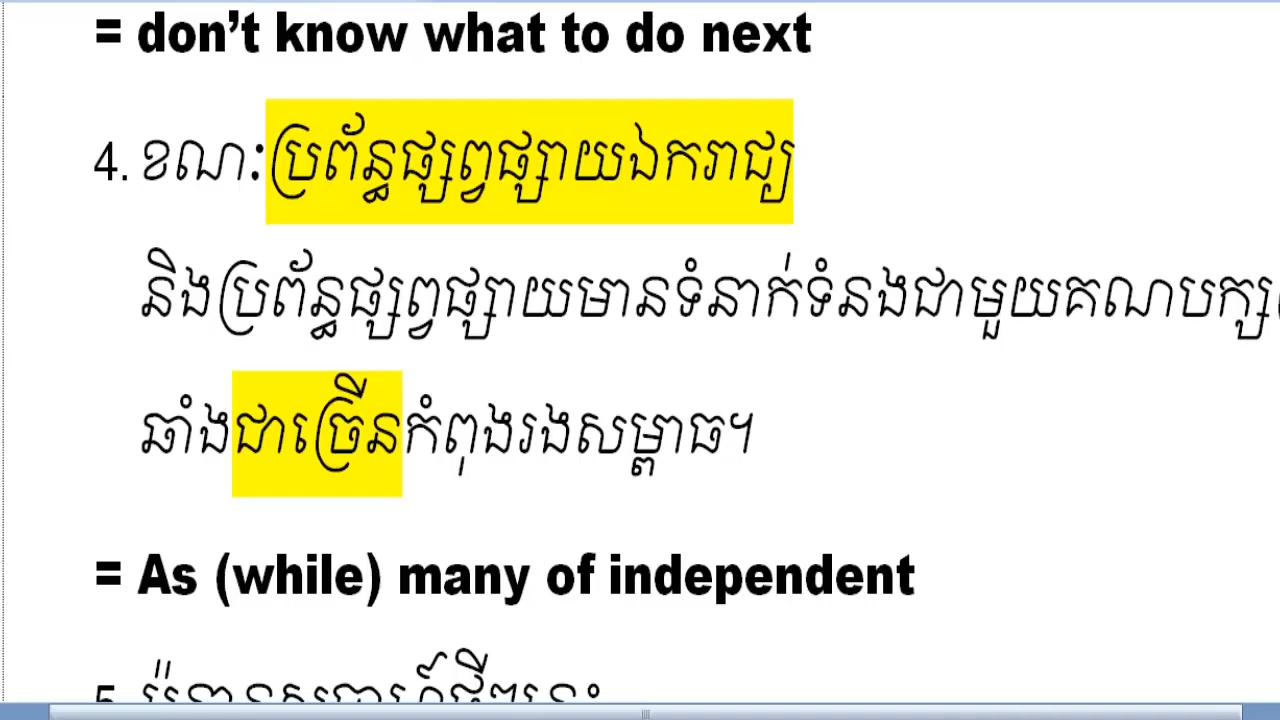 = don’t know what to do next
4. ខណៈប្រព័ន្ធផ្សព្វផ្សាយឯករាជ្យ
និងប្រព័ន្ធផ្សព្វផ្សាយមានទំនាក់ទំនងជាមួយគណបក្ស
ឆាំងជាច្រើនកំពុងរងសម្ពាធ។
= As (while) many of independent
5.